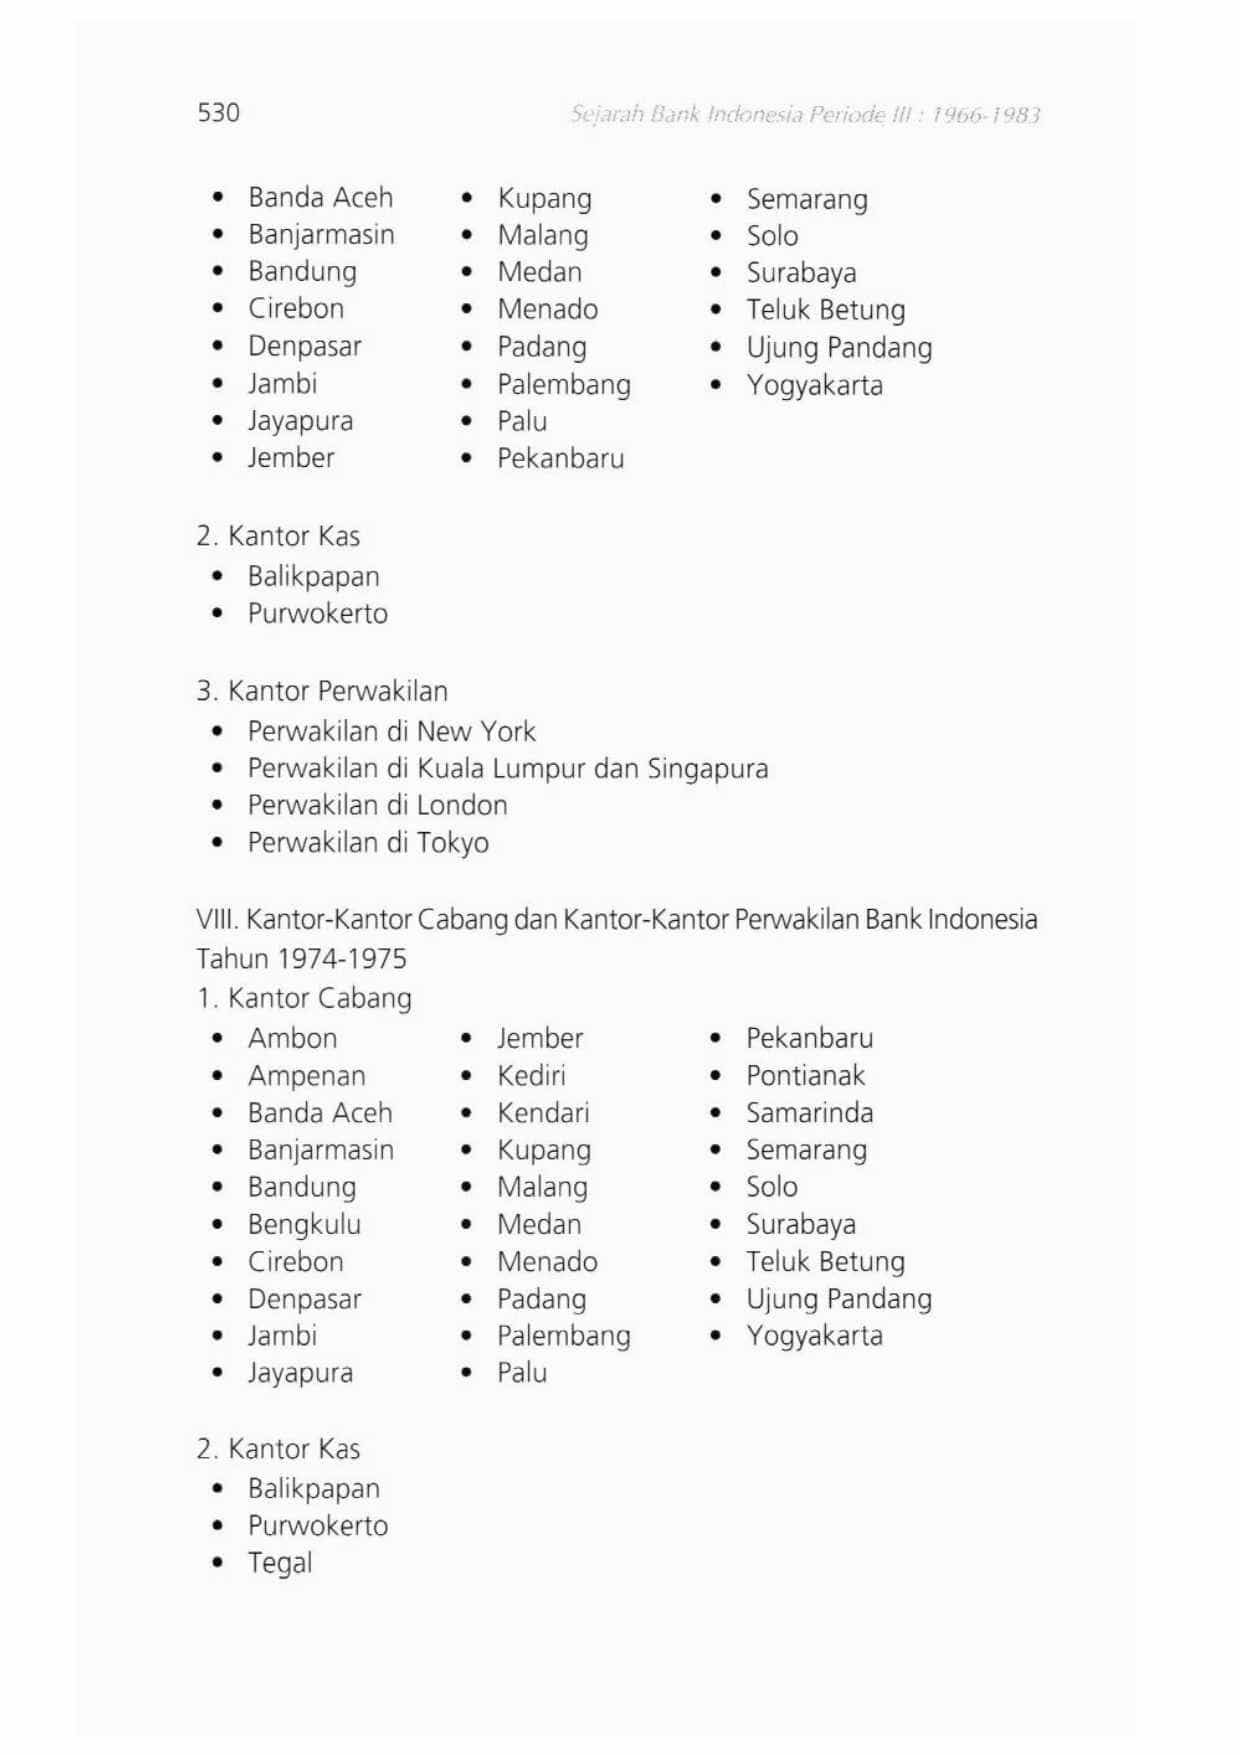 530 Sejarah Bank Indonesia Periode III : 1966-1983
• Banda Aceh • Kupang • Semarang
• Banjarmasin • Malang • Solo
• Bandung • Medan • Surabaya
• Cirebon • Menado • Teluk Betung
• Denpasar • Padang • Ujung Pandang
• Jambi • Palembang • Yogyakarta
• Jayapura • Palu
• Jember • Pekanbaru
2. Kantor Kas
• Balikpapan
• Purwokerto
3. Kantor Perwakilan
• Perwakilan di New York
• Perwakilan di Kuala Lumpur dan Singapura
• Perwakilan di London
• Perwakilan di Tokyo
VIII. Kantor-Kantor Cabang dan Kantor-Kantor Perwakilan Bank Indonesia
Tahun 1974-1975
1. Kantor Cabang
• Ambon • Jember • Pekanbaru
• Ampenan • Kediri • Pontianak
• Banda Aceh • Kendari • Samarinda
• Banjarmasin • Kupang • Semarang
• Bandung • Malang • Solo
• Bengkulu • Medan • Surabaya
• Cirebon • Menado • Teluk Betung
• Denpasar • Padang • Ujung Pandang
• Jambi • Palembang • Yogyakarta
• Jayapura • Palu
2. Kantor Kas
• Balikpapan
• Purwokerto
• Tegal